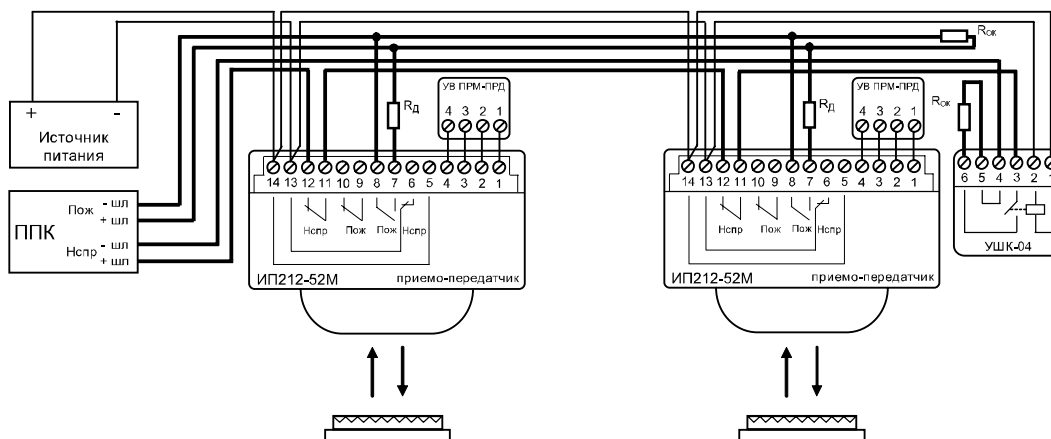 Rок
УВ ПРМ-ПРД
УВ ПРМ-ПРД
Rд
4 3 2 1
Rд
4 3 2 1
Rок
+ -
Источник
питания
14 13 12 11 10 9 8 7 6 5 4 3 2 1
14 13 12 11 10 9 8 7 6 5 4 3 2 1
6 5 4 3 2 1
ППК
Пож - шл
+ шл
Нспр - шл
+ шл
Нспр Пож Пож Нспр
Нспр Пож Пож Нспр
УШК-04
ИП212-52М приемо-передатчик
ИП212-52М приемо-передатчик